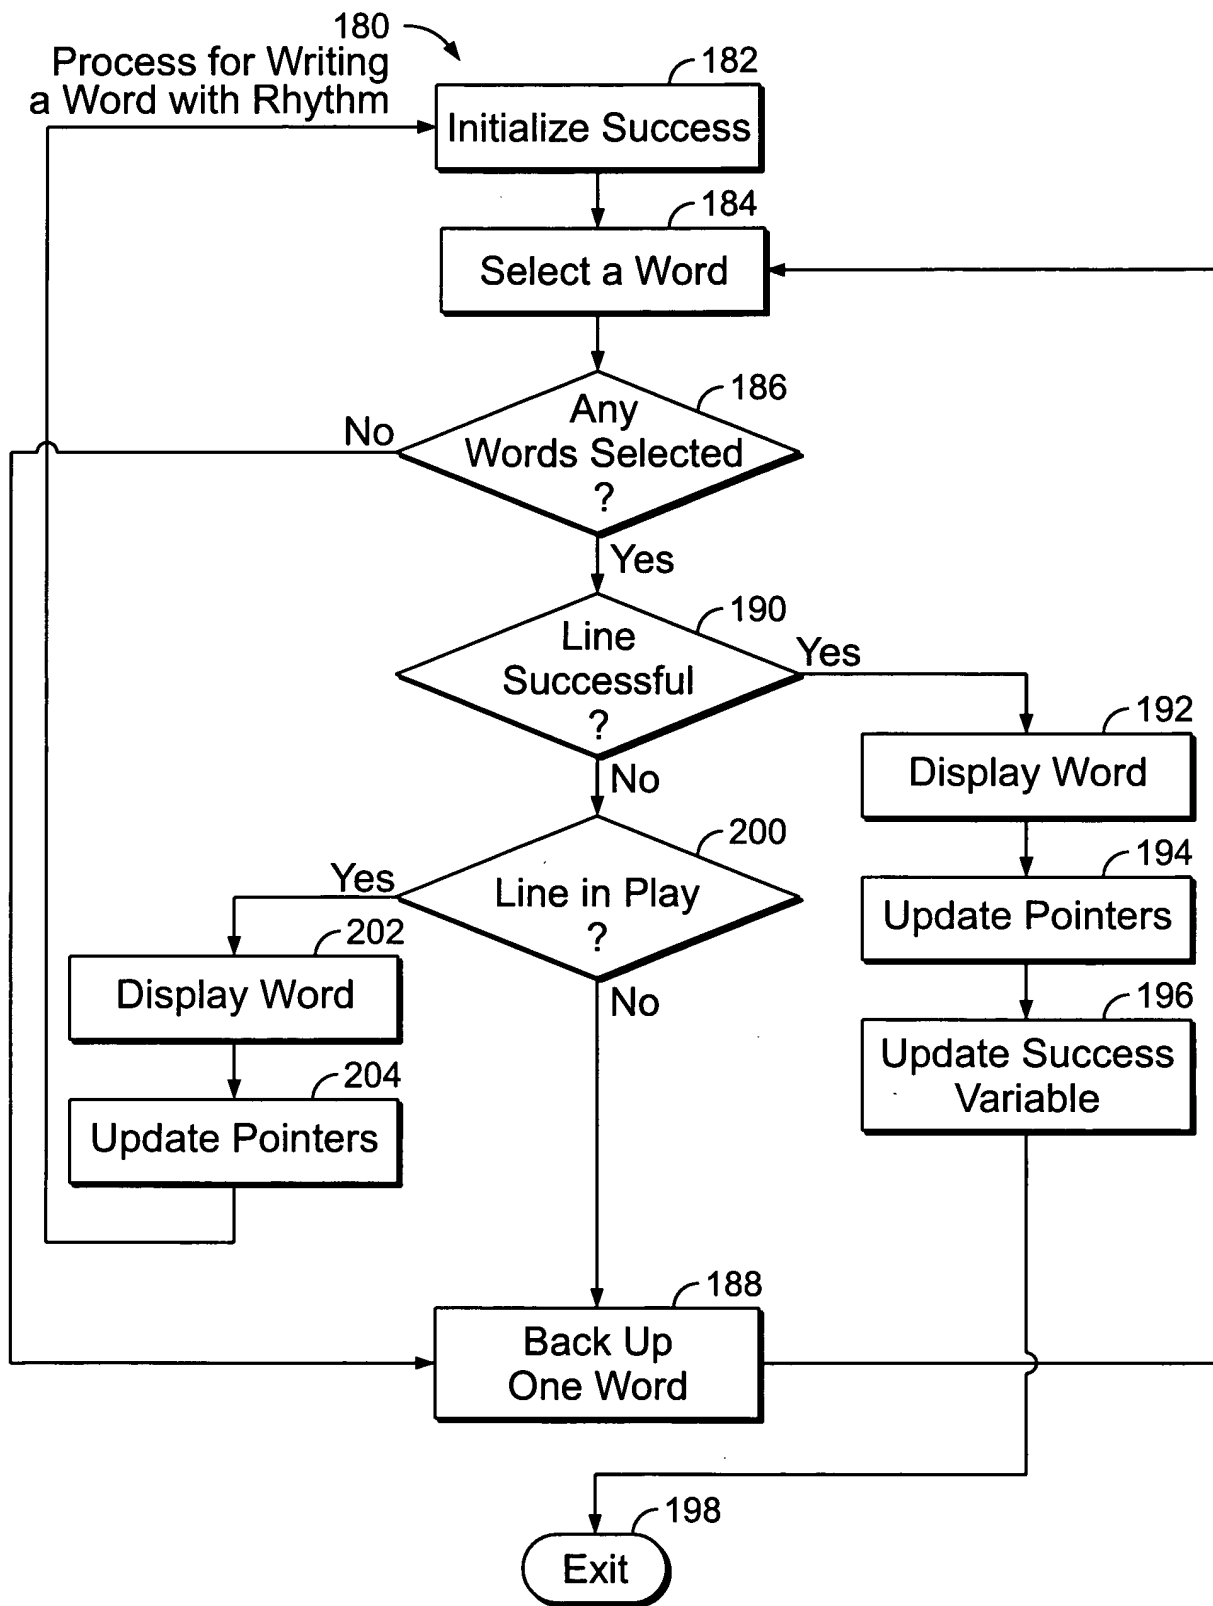 180
Process for Writing
a Word with Rhythm
182
Initialize Success
184
Select a Word
186
Any
Words Selected
?
No
Yes
190
Line
Successful
?
Yes
No
192
Display Word
194
Update Pointers
196
Update Success
Variable
200
Line in Play
?
Yes
No
202
Display Word
204
Update Pointers
188
Back Up
One Word
198
Exit